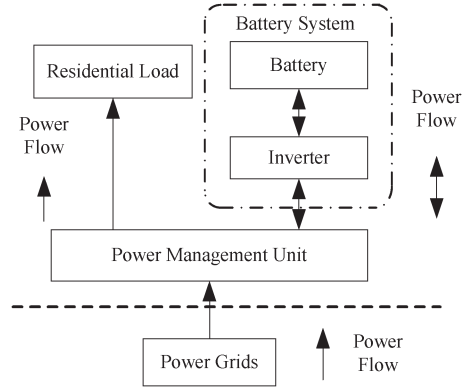 Battery System
Residential Load
Battery
Power
Flow
Power
Flow
Inverter
Power Management Unit
Power Grids
Power
Flow